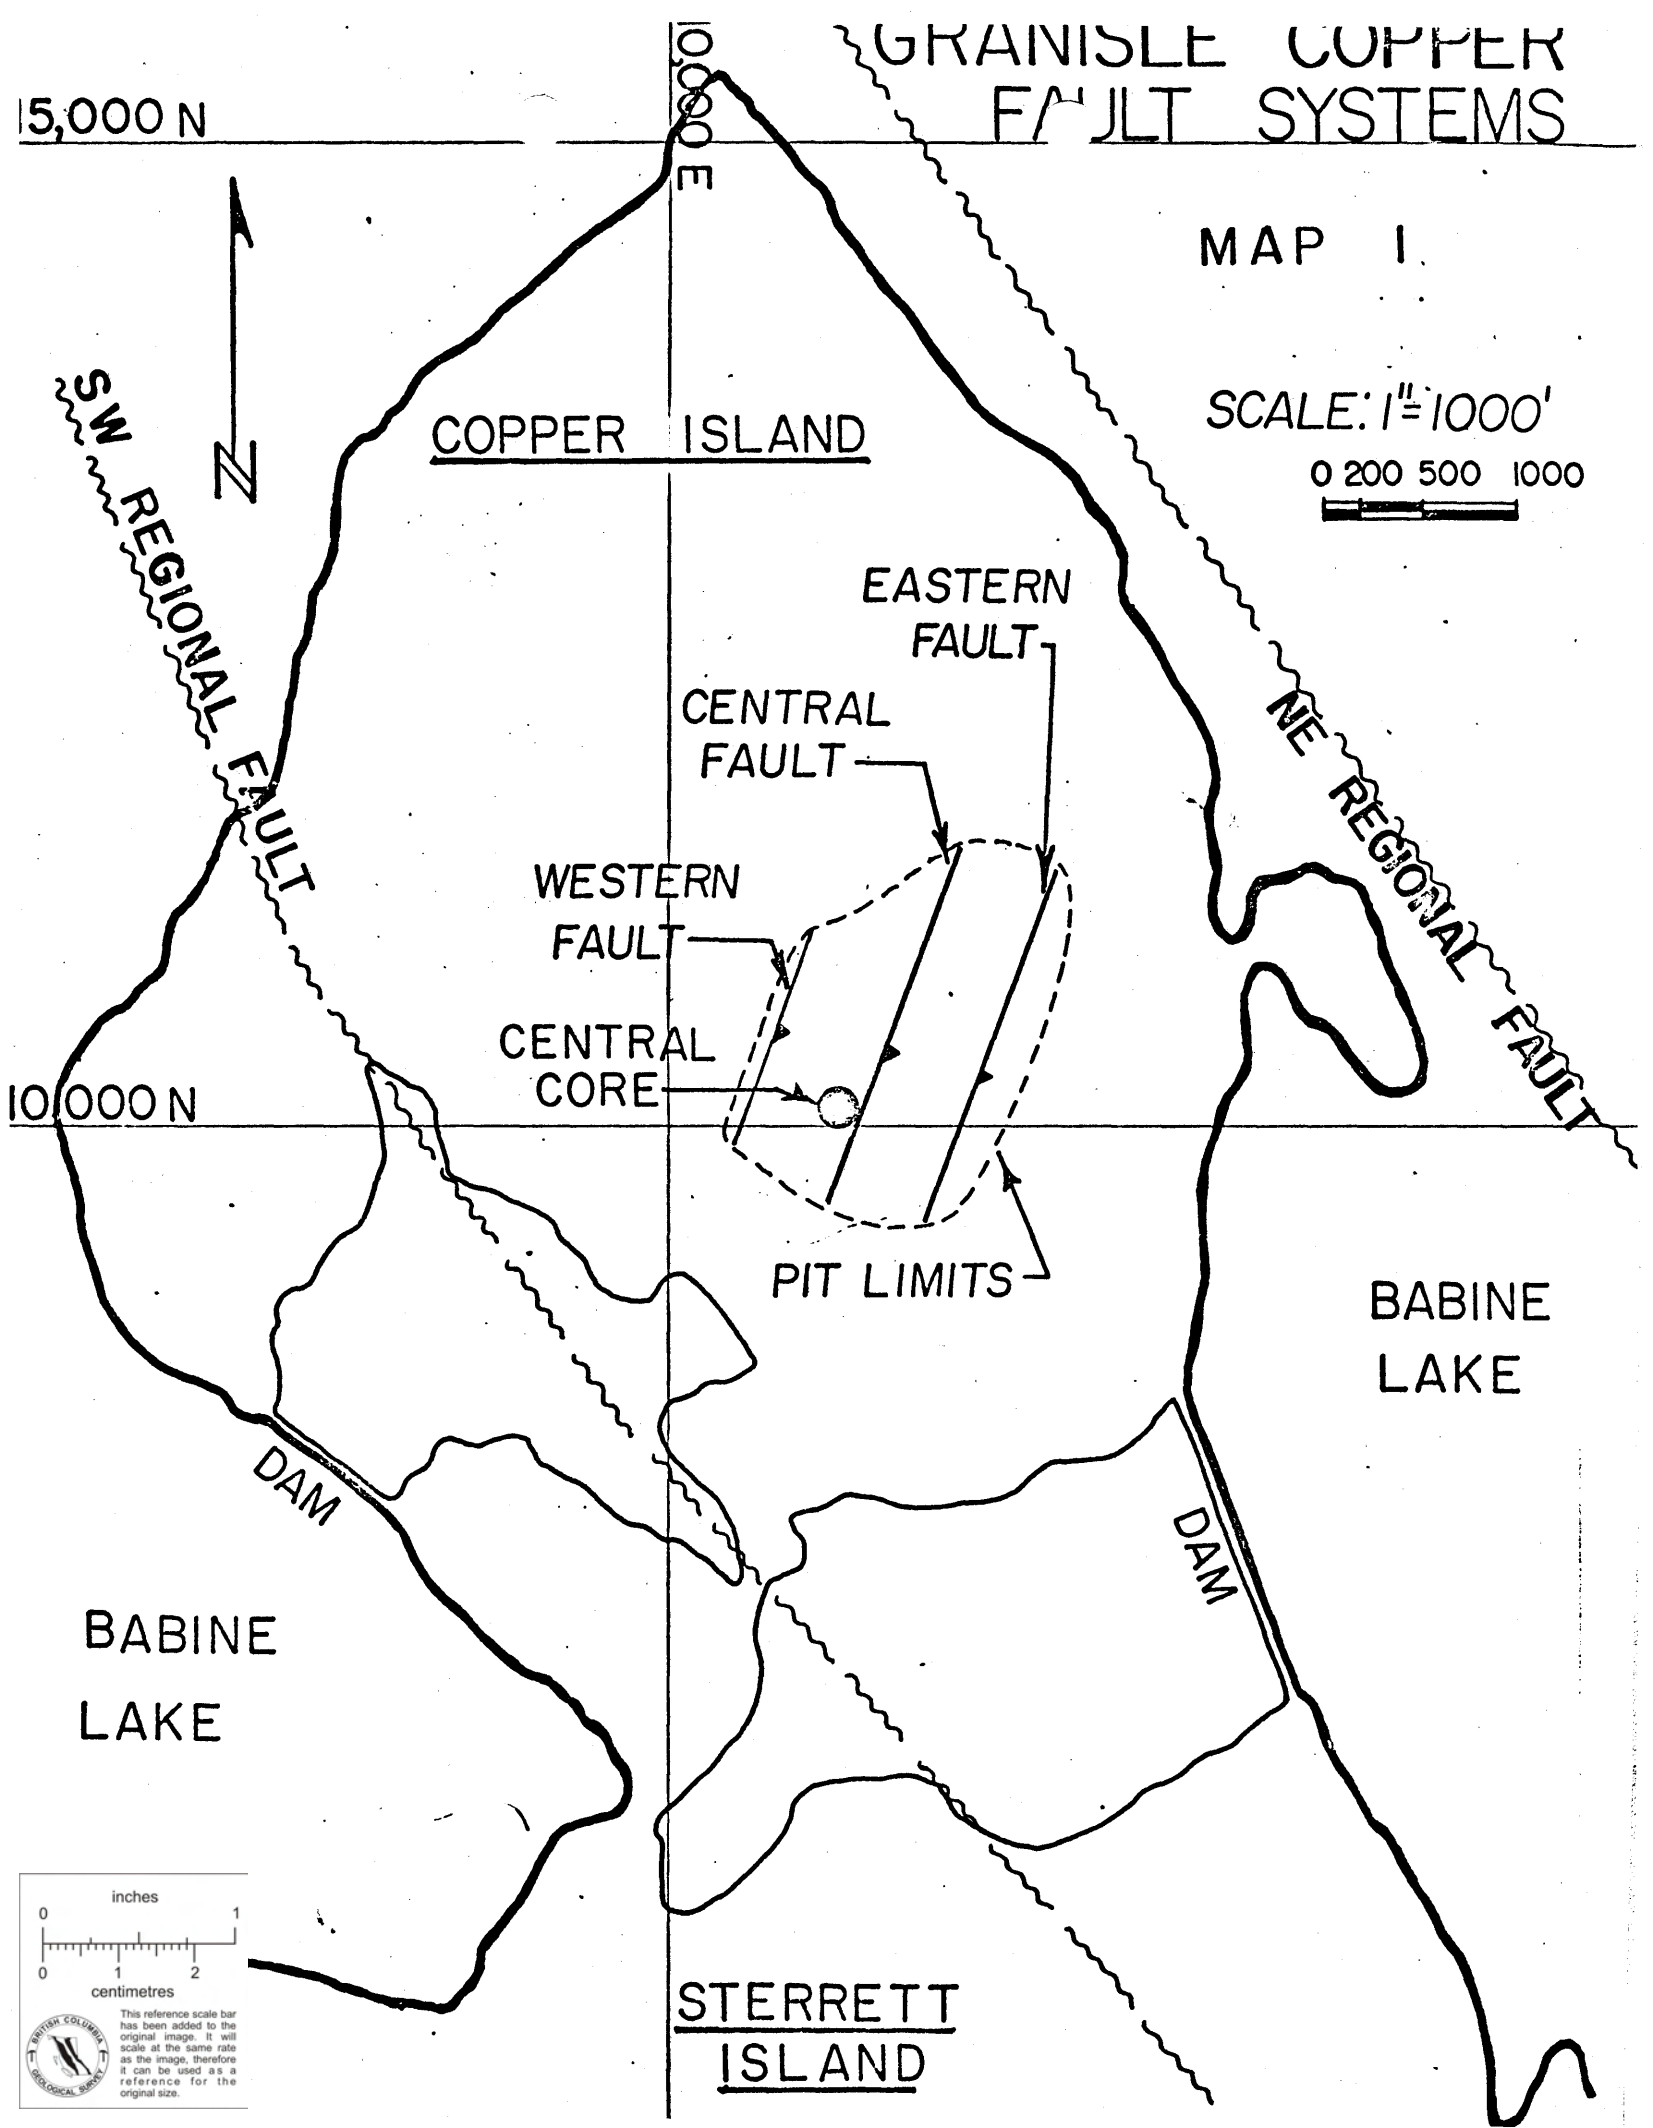 GRANISLE COPPER
FAULT SYSTEMS
15,000 N
10,000 E
MAP 1.
SCALE: 1"=1000'
0 200 500 1000
N
SW REGIONAL FAULT
COPPER ISLAND
EASTERN
FAULT
CENTRAL
FAULT
NE REGIONAL FAULT
WESTERN
FAULT
CENTRAL
CORE
10,000 N
PIT LIMITS
BABINE
LAKE
DAM
DAM
BABINE
LAKE
STERRETT
ISLAND
inches
0 1
0 1 2
centimetres
This reference scale bar
has been added to the
original image. It will
scale at the same rate
as the image, therefore
it can be used as a
reference for the
original size.
BRITISH COLUMBIA
GEOLOGICAL SURVEY